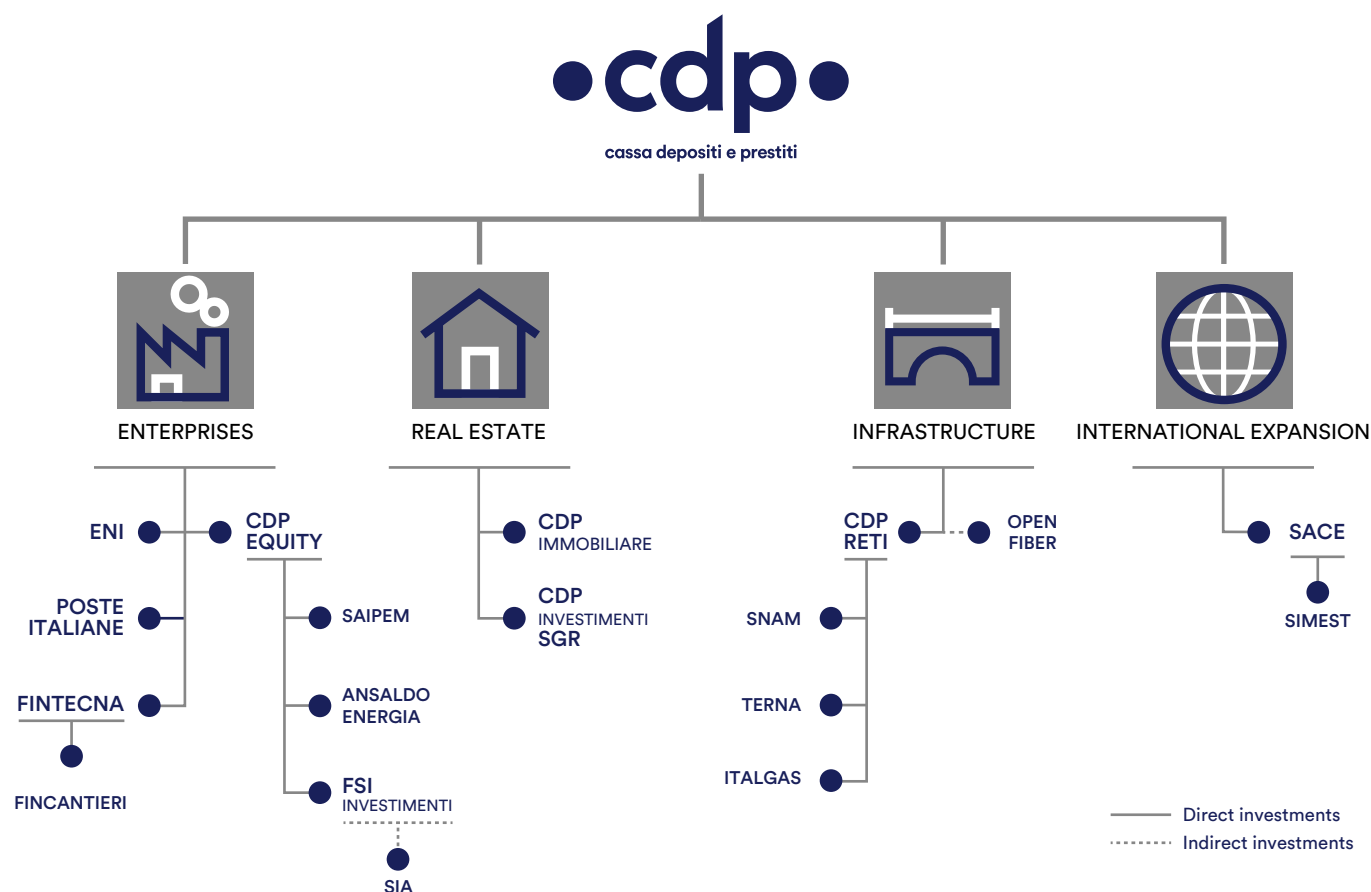 cdp
cassa depositi e prestiti
ENTERPRISES
REAL ESTATE
INFRASTRUCTURE
INTERNATIONAL EXPANSION
ENI
CDP
EQUITY
POSTE
ITALIANE
SAIPEM
FINTECNA
ANSALDO
ENERGIA
FINCANTIERI
FSI
INVESTIMENTI
SIA
CDP
IMMOBILIARE
CDP
INVESTIMENTI
SGR
CDP
RETI
OPEN
FIBER
SNAM
TERNA
ITALGAS
SACE
SIMEST
Direct investments
Indirect investments